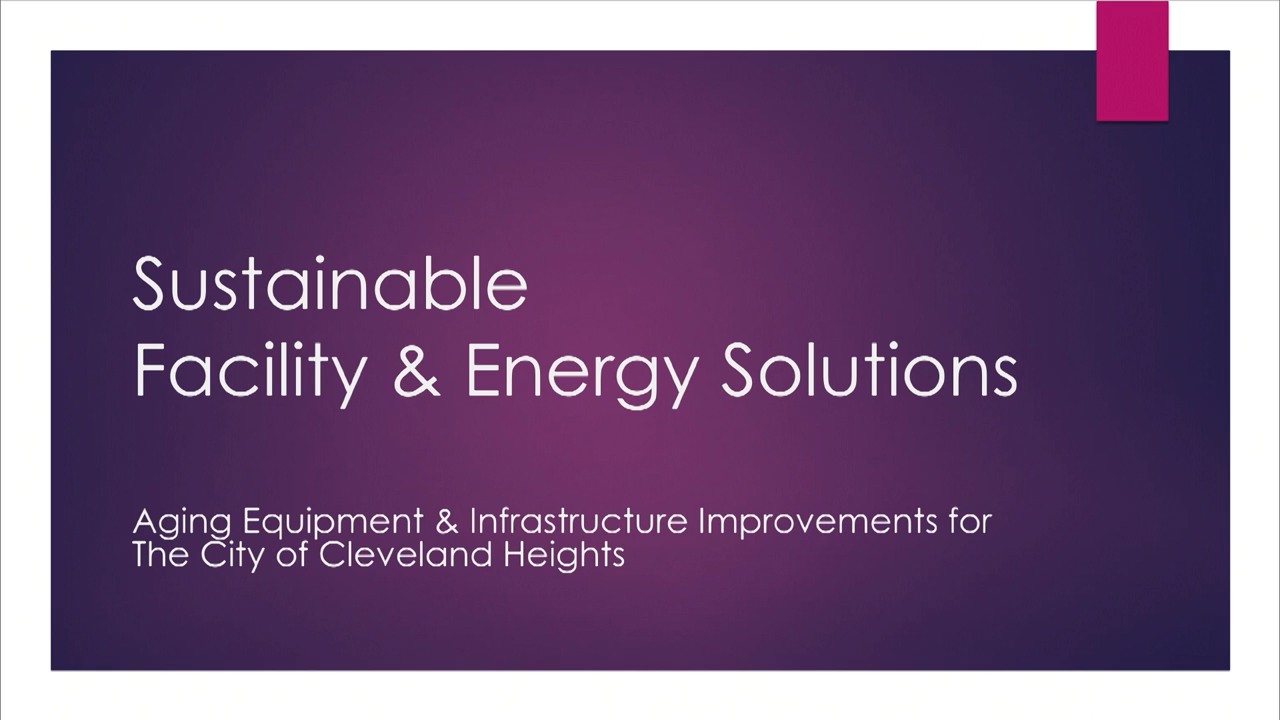 Sustainable
Facility & Energy Solutions
Aging Equipment & Infrastructure Improvements for
The City of Cleveland Heights